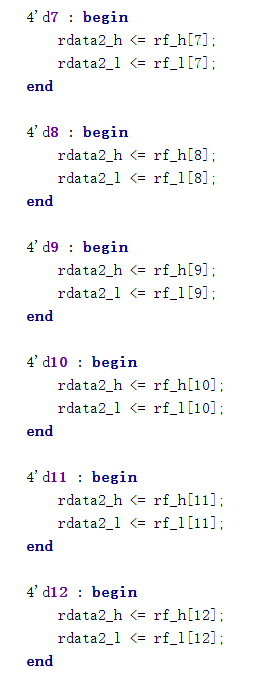 4'd7 : begin
rdata2_h <= rf_h[7];
rdata2_l <= rf_l[7];
end
4'd8 : begin
rdata2_h <= rf_h[8];
rdata2_l <= rf_l[8];
end
4'd9 : begin
rdata2_h <= rf_h[9];
rdata2_l <= rf_l[9];
end
4'd10 : begin
rdata2_h <= rf_h[10];
rdata2_l <= rf_l[10];
end
4'd11 : begin
rdata2_h <= rf_h[11];
rdata2_l <= rf_l[11];
end
4'd12 : begin
rdata2_h <= rf_h[12];
rdata2_l <= rf_l[12];
end